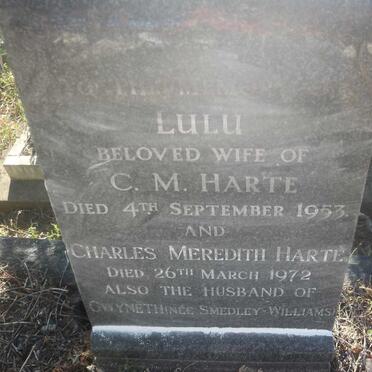 LULU
BELOVED WIFE OF
C. M. HARTE
DIED 4TH SEPTEMBER 1953.
AND
CHARLES MEREDITH HARTE
DIED 26TH MARCH 1972
ALSO THE HUSBAND OF
GWYNETH (NEE SMEDLEY-WILLIAMS)